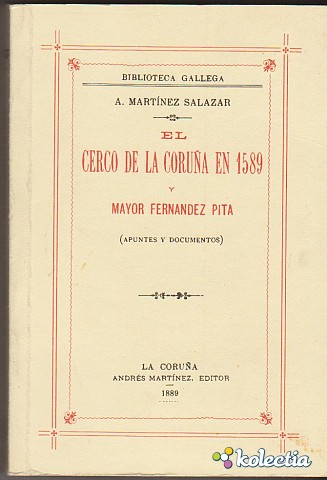 BIBLIOTECA GALLEGA
A. MARTÍNEZ SALAZAR
EL
CERCO DE LA CORUÑA EN 1589
Y
MAYOR FERNANDEZ PITA
(APUNTES Y DOCUMENTOS)
LA CORUÑA
ANDRÉS MARTÍNEZ, EDITOR
1889
kolectia